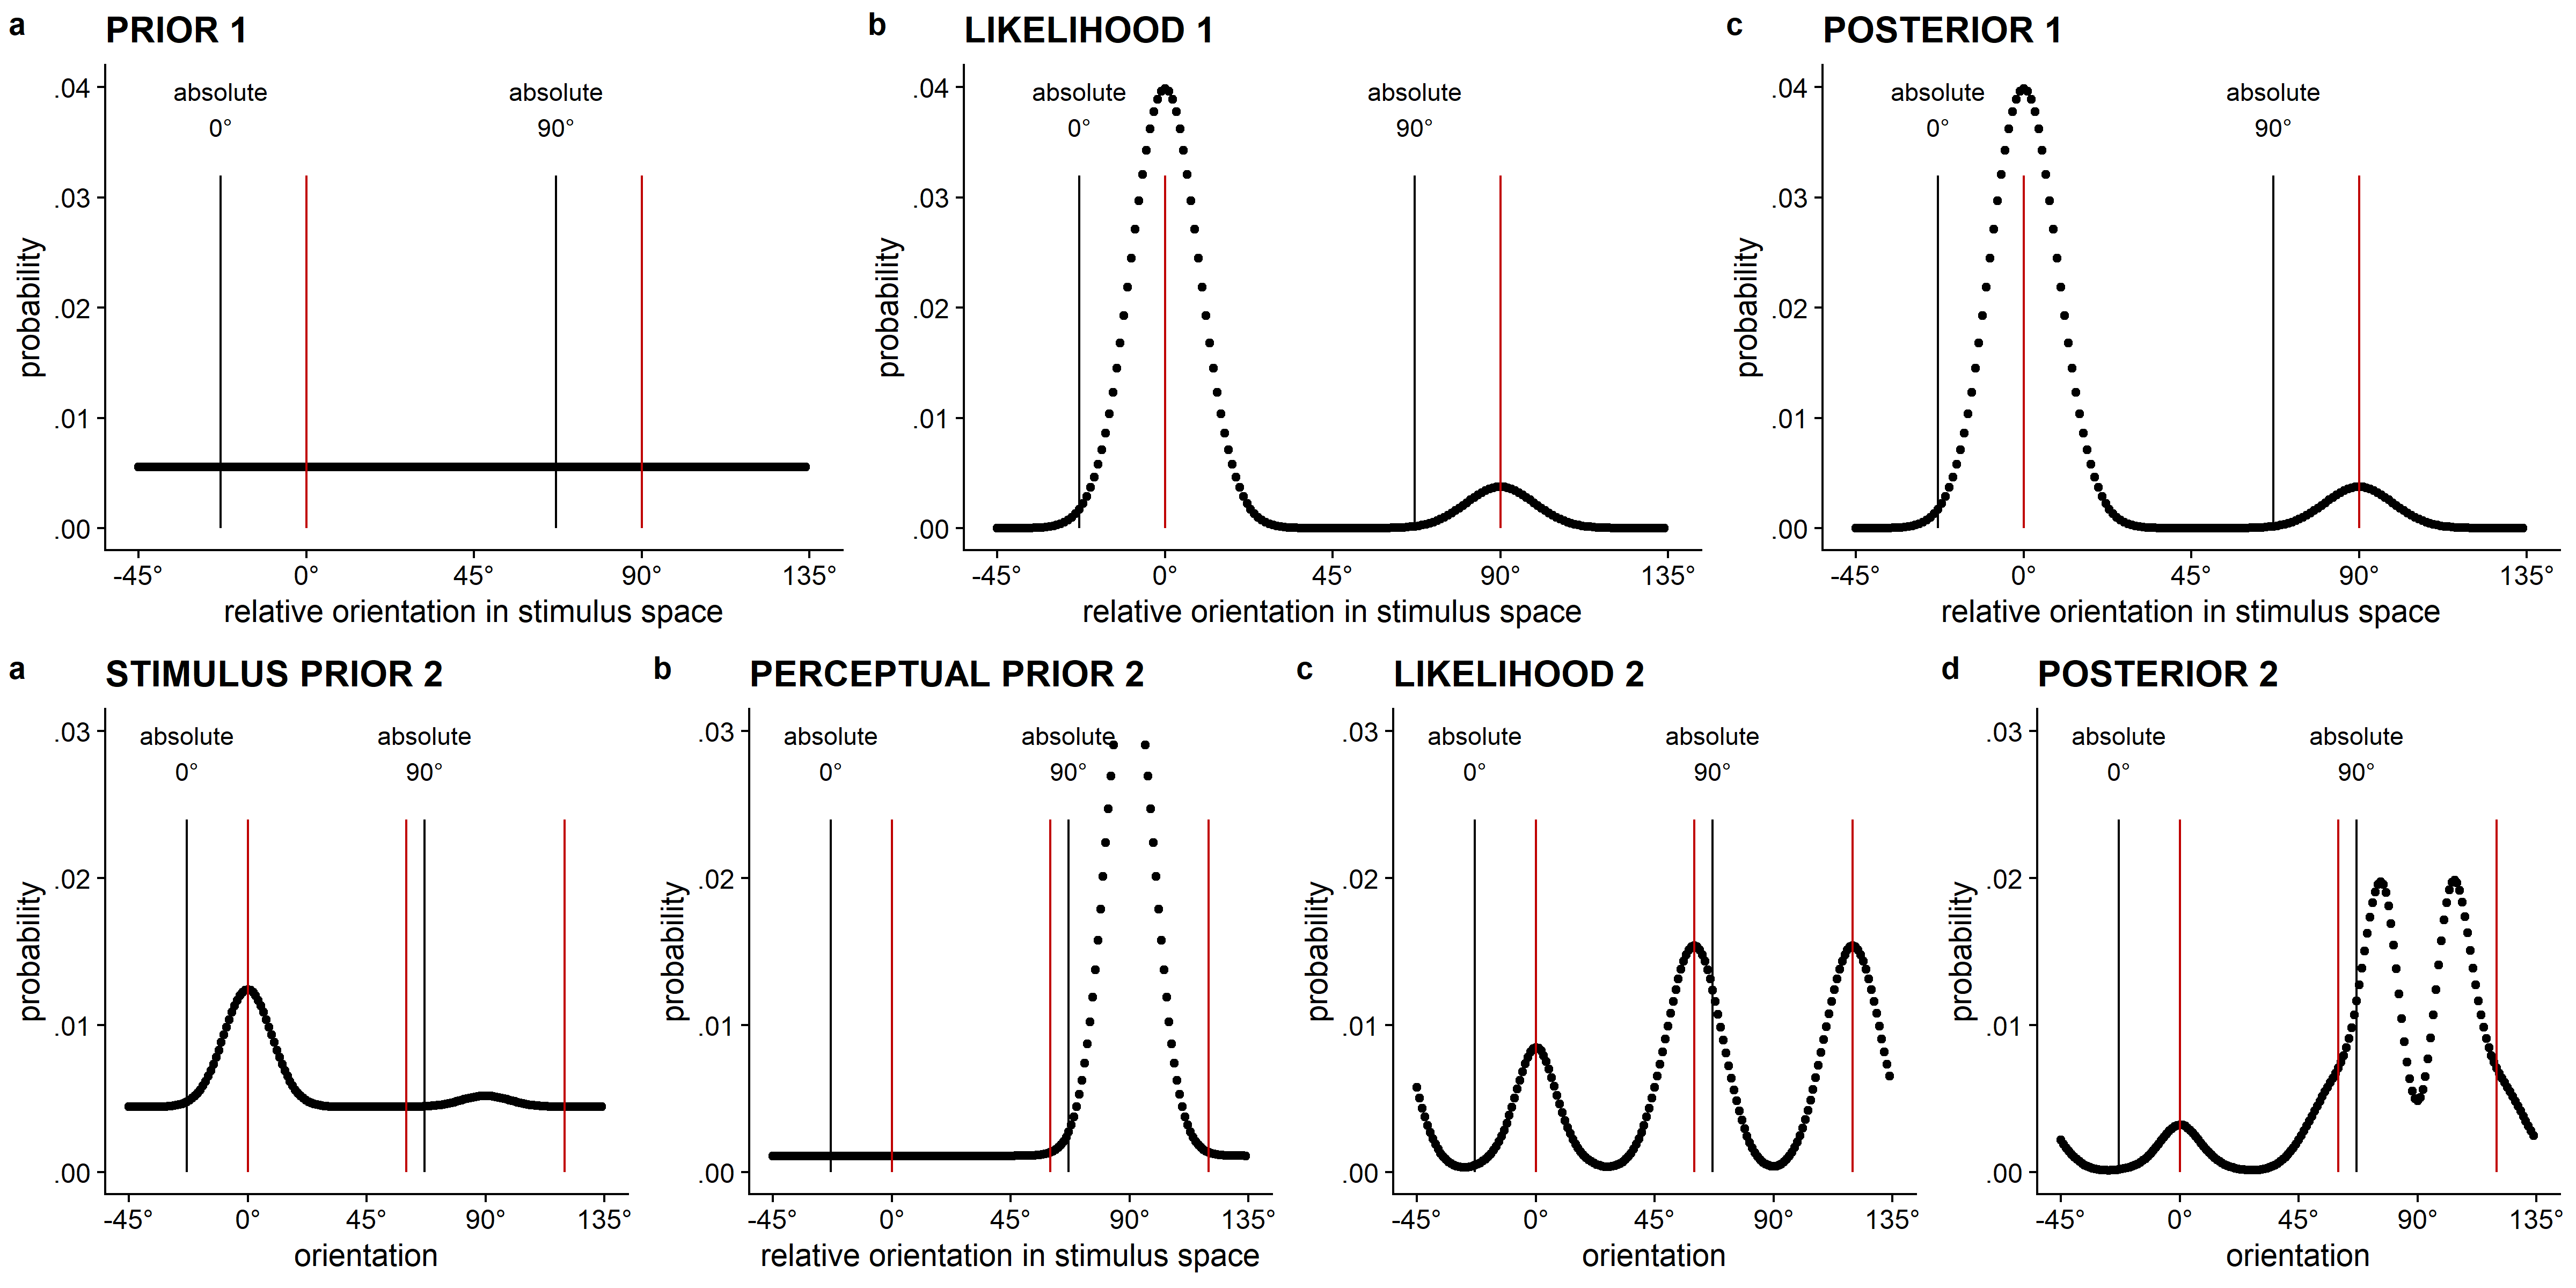 a PRIOR 1
absolute absolute
0° 90°
.04
.03
.02
.01
.00
probability
-45° 0° 45° 90° 135°
relative orientation in stimulus space
b LIKELIHOOD 1
absolute absolute
0° 90°
.04
.03
.02
.01
.00
probability
-45° 0° 45° 90° 135°
relative orientation in stimulus space
c POSTERIOR 1
absolute absolute
0° 90°
.04
.03
.02
.01
.00
probability
-45° 0° 45° 90° 135°
relative orientation in stimulus space
a STIMULUS PRIOR 2
.03
absolute absolute
0° 90°
.02
.01
.00
probability
-45° 0° 45° 90° 135°
orientation
b PERCEPTUAL PRIOR 2
.03
absolute absolute
0° 90°
.02
.01
.00
probability
-45° 0° 45° 90° 135°
relative orientation in stimulus space
c LIKELIHOOD 2
.03
absolute absolute
0° 90°
.02
.01
.00
probability
-45° 0° 45° 90° 135°
orientation
d POSTERIOR 2
.03
absolute absolute
0° 90°
.02
.01
.00
probability
-45° 0° 45° 90° 135°
orientation